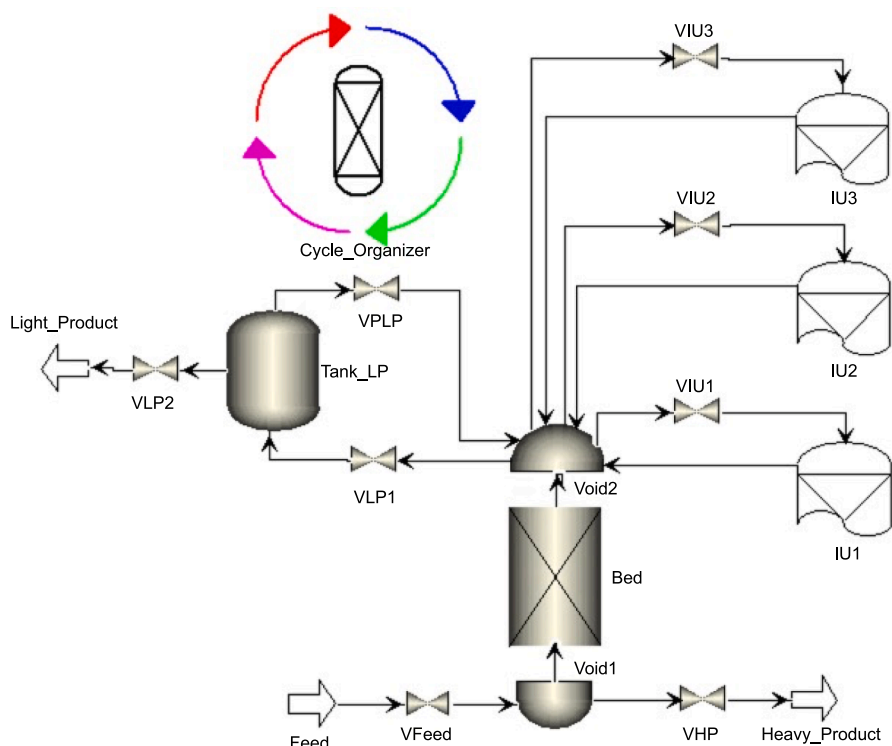 VIU3
IU3
VIU2
Cycle_Organizer
VPLP
Light_Product
Tank_LP
IU2
VLP2
VIU1
VLP1
Void2
IU1
Bed
Void1
Feed
VFeed
VHP
Heavy_Product